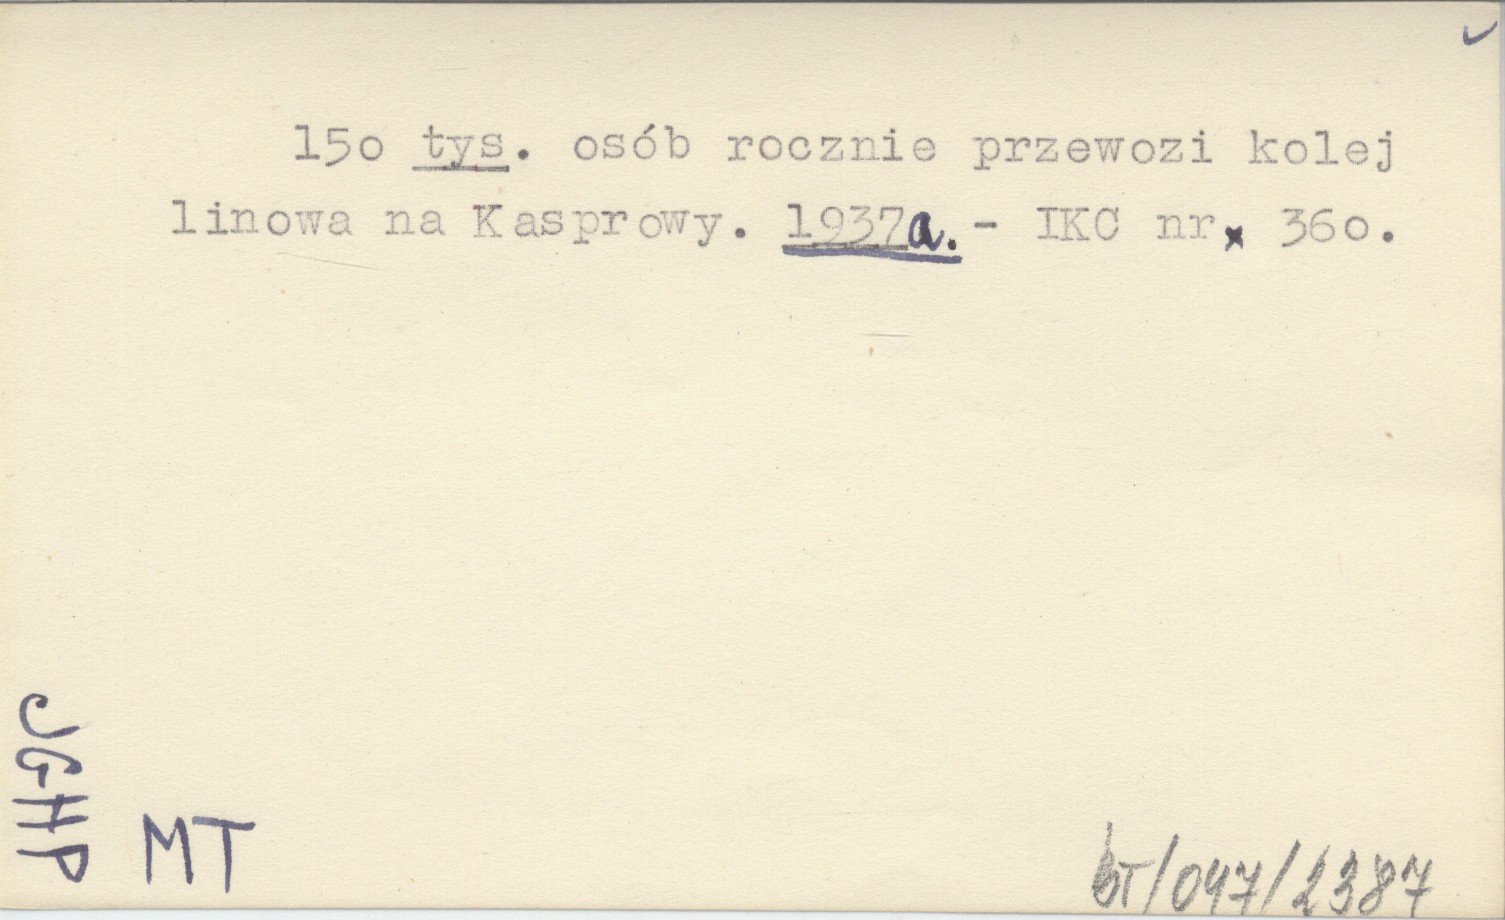 15o tys. osób rocznie przewozi kolej
linowa na Kasprowy. 1937a. - IKC nr. 36o.
JGHP
MT
bT/047/2387